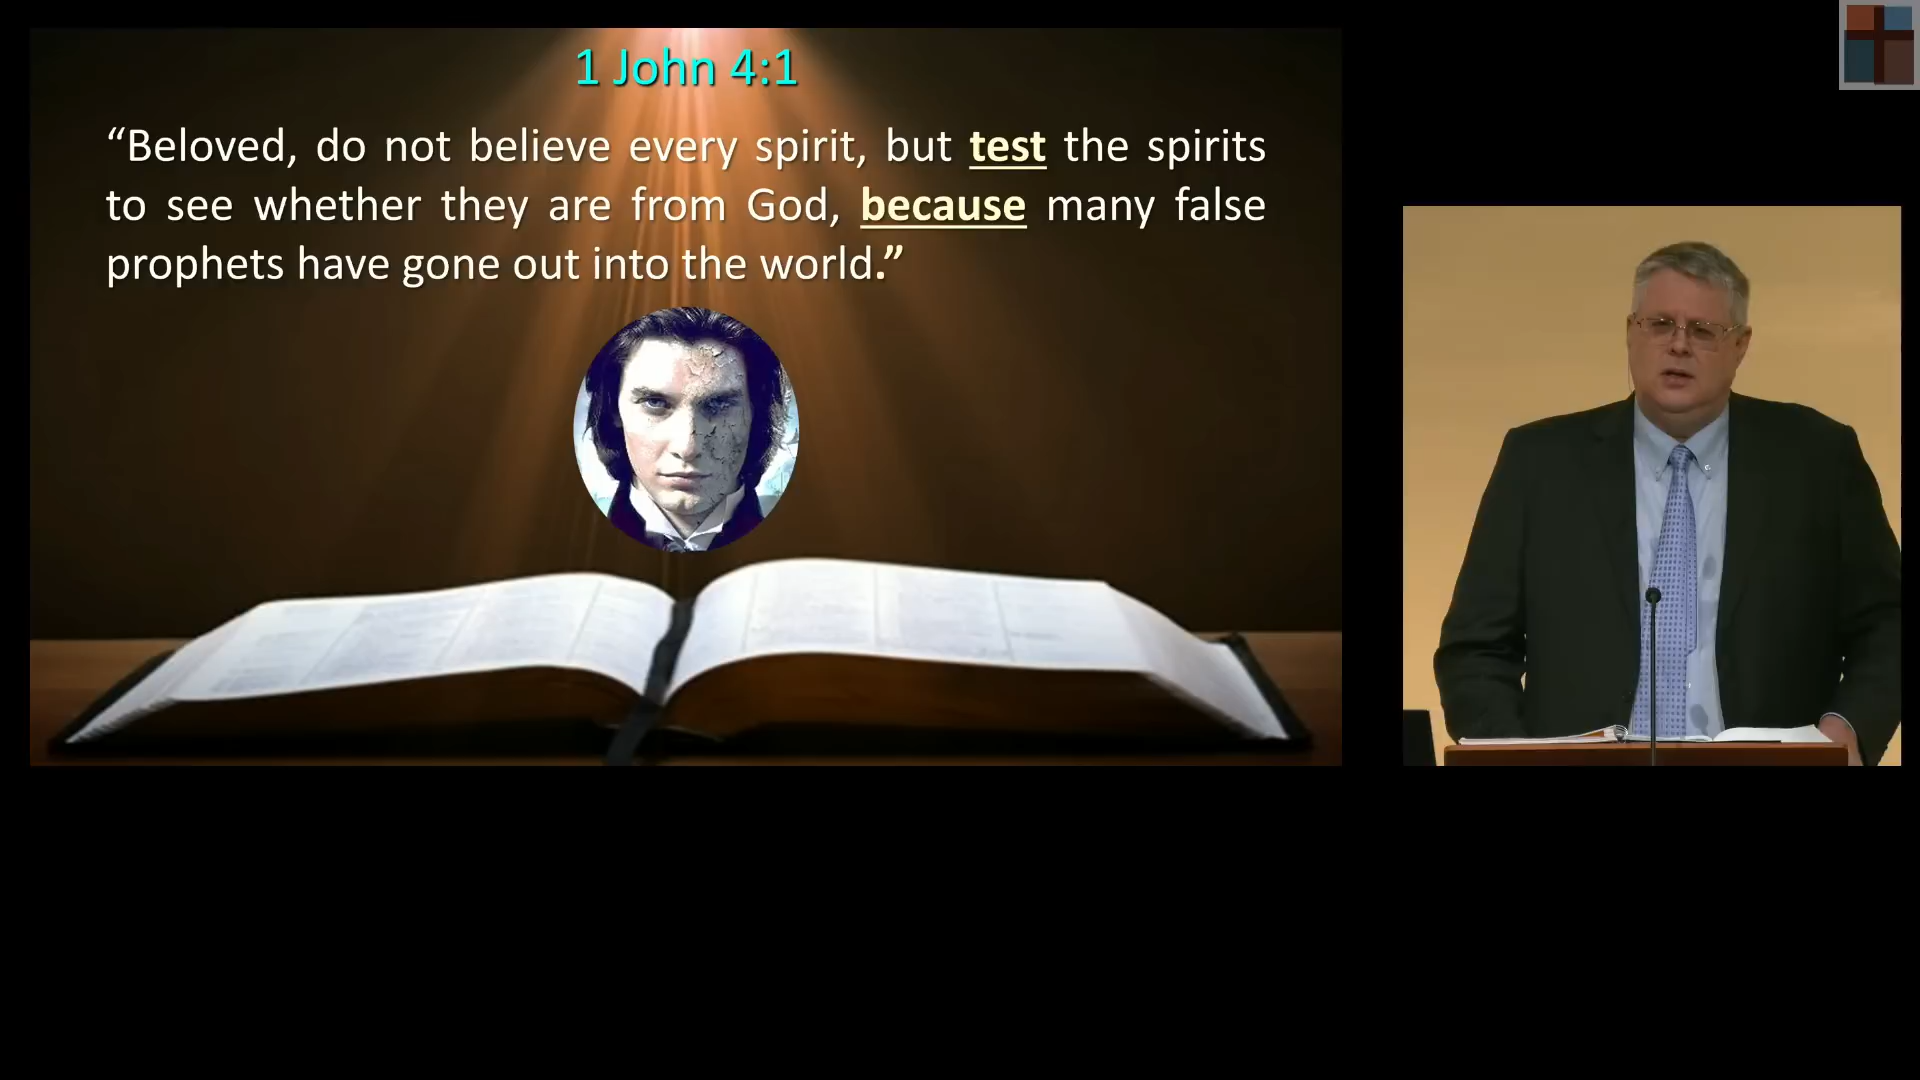 1 John 4:1
“Beloved, do not believe every spirit, but test the spirits
to see whether they are from God, because many false
prophets have gone out into the world.”